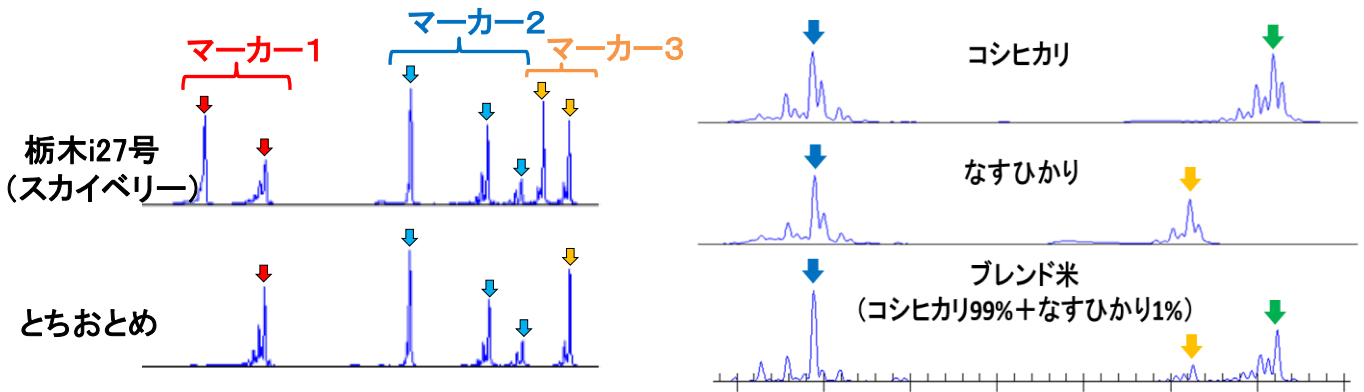 マーカー1
マーカー2
マーカー3
栃木i27号
（スカイベリー）
とちおとめ
コシヒカリ
なすひかり
ブレンド米
（コシヒカリ99%＋なすひかり1%）